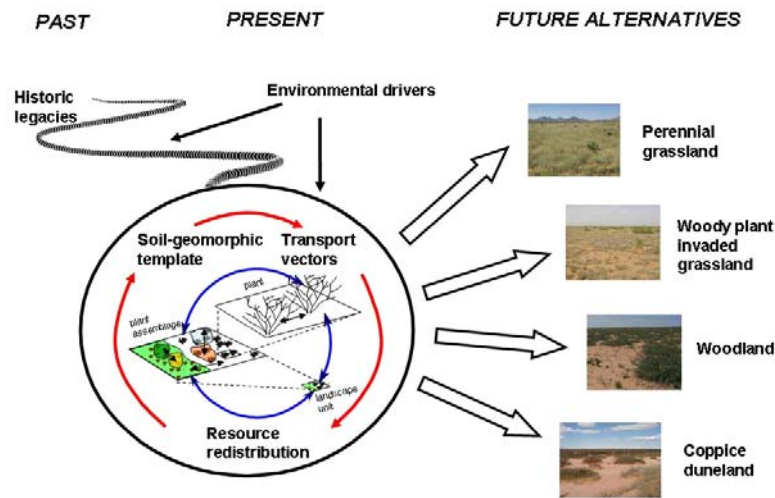 PAST
PRESENT
FUTURE ALTERNATIVES
Historic
legacies
Environmental drivers
Soil-geomorphic
template
Transport
vectors
plant
plant
assemblage
landscape
unit
Resource
redistribution
Perennial
grassland
Woody plant
invaded
grassland
Woodland
Coppice
duneland